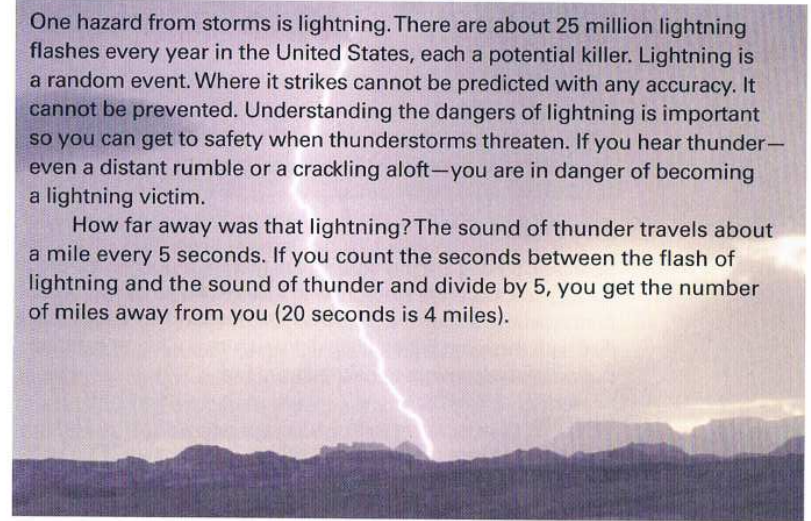 One hazard from storms is lightning. There are about 25 million lightning
flashes every year in the United States, each a potential killer. Lightning is
a random event. Where it strikes cannot be predicted with any accuracy. It
cannot be prevented. Understanding the dangers of lightning is important
so you can get to safety when thunderstorms threaten. If you hear thunder—
even a distant rumble or a crackling aloft—you are in danger of becoming
a lightning victim.
How far away was that lightning? The sound of thunder travels about
a mile every 5 seconds. If you count the seconds between the flash of
lightning and the sound of thunder and divide by 5, you get the number
of miles away from you (20 seconds is 4 miles).